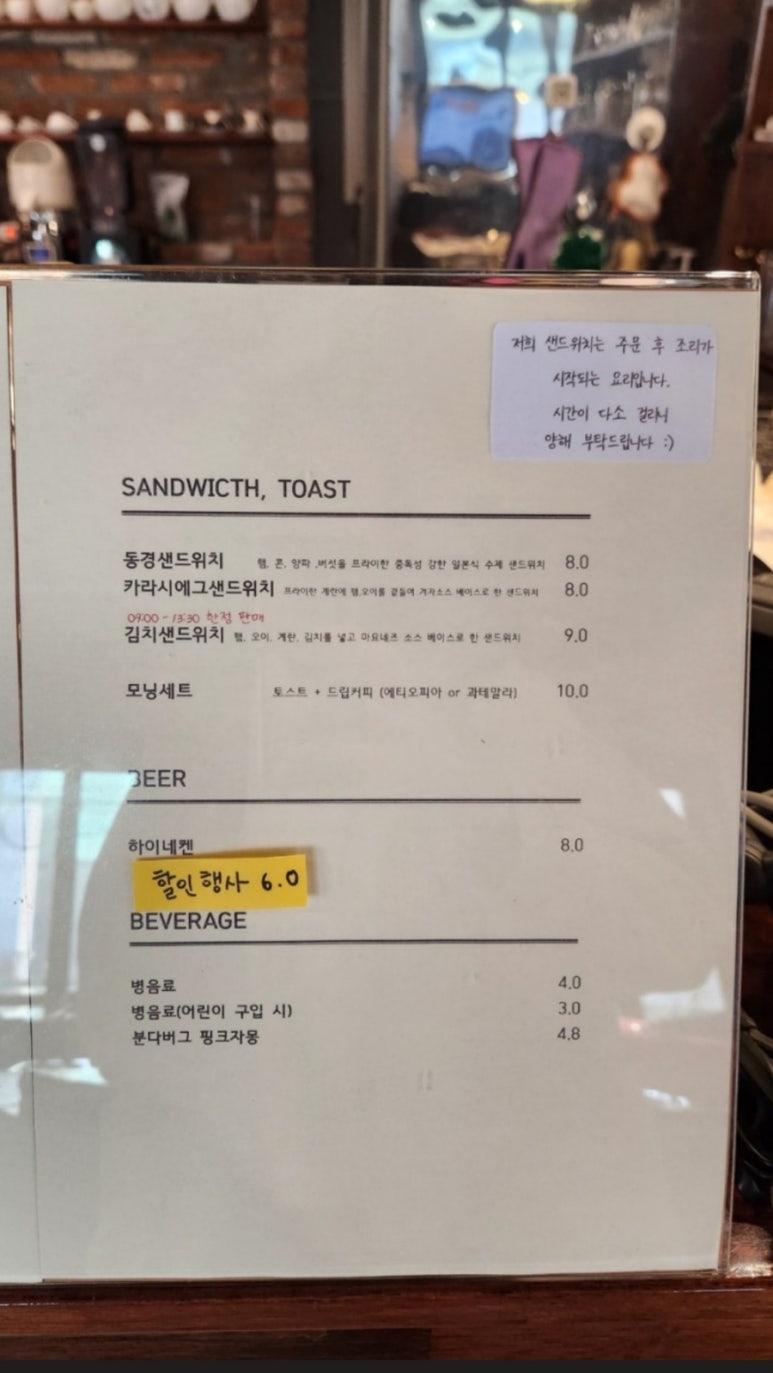 저희 샌드위치는 주문 후 조리가
시작되는 요리입니다.
시간이 다소 걸리니
양해 부탁드립니다 :)
SANDWICTH, TOAST
동경샌드위치 햄, 콘, 양파 ,버섯을 프라이한 중독성 강한 일본식 수제 샌드위치 8.0
카라시에그샌드위치 프라이한 계란에 햄,오이를 곁들여 겨자소스 베이스로 한 샌드위치 8.0
09:00 - 13:30 한정 판매
김치샌드위치 햄, 오이, 계란, 김치를 넣고 마요네즈 소스 베이스로 한 샌드위치 9.0
모닝세트 토스트 + 드립커피 (에티오피아 or 과테말라) 10.0
BEER
하이네켄 8.0
할인행사 6.0
BEVERAGE
병음료 4.0
병음료(어린이 구입 시) 3.0
분다버그 핑크자몽 4.8